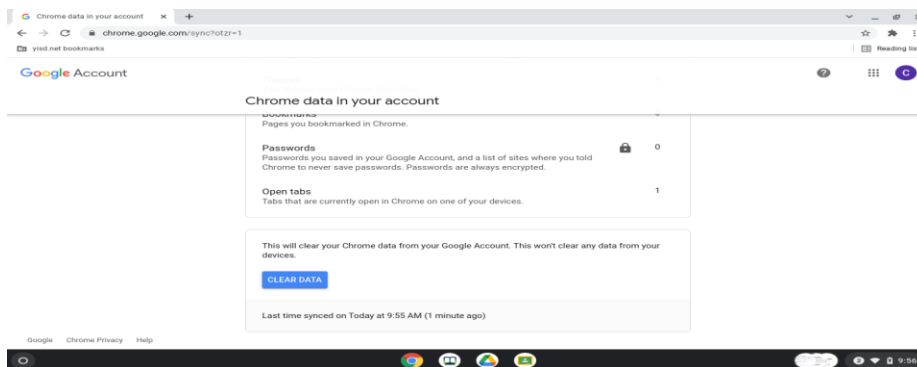 Chrome data in your account
chrome.google.com/sync?otzr=1
yisd.net bookmarks
Reading lis
Google Account
C
Chrome data in your account
Bookmarks
Pages you bookmarked in Chrome.
Passwords
0
Passwords you saved in your Google Account, and a list of sites where you told
Chrome to never save passwords. Passwords are always encrypted.
Open tabs
1
Tabs that are currently open in Chrome on one of your devices.
This will clear your Chrome data from your Google Account. This won't clear any data from your
devices.
CLEAR DATA
Last time synced on Today at 9:55 AM (1 minute ago)
Google Chrome Privacy Help
9:56